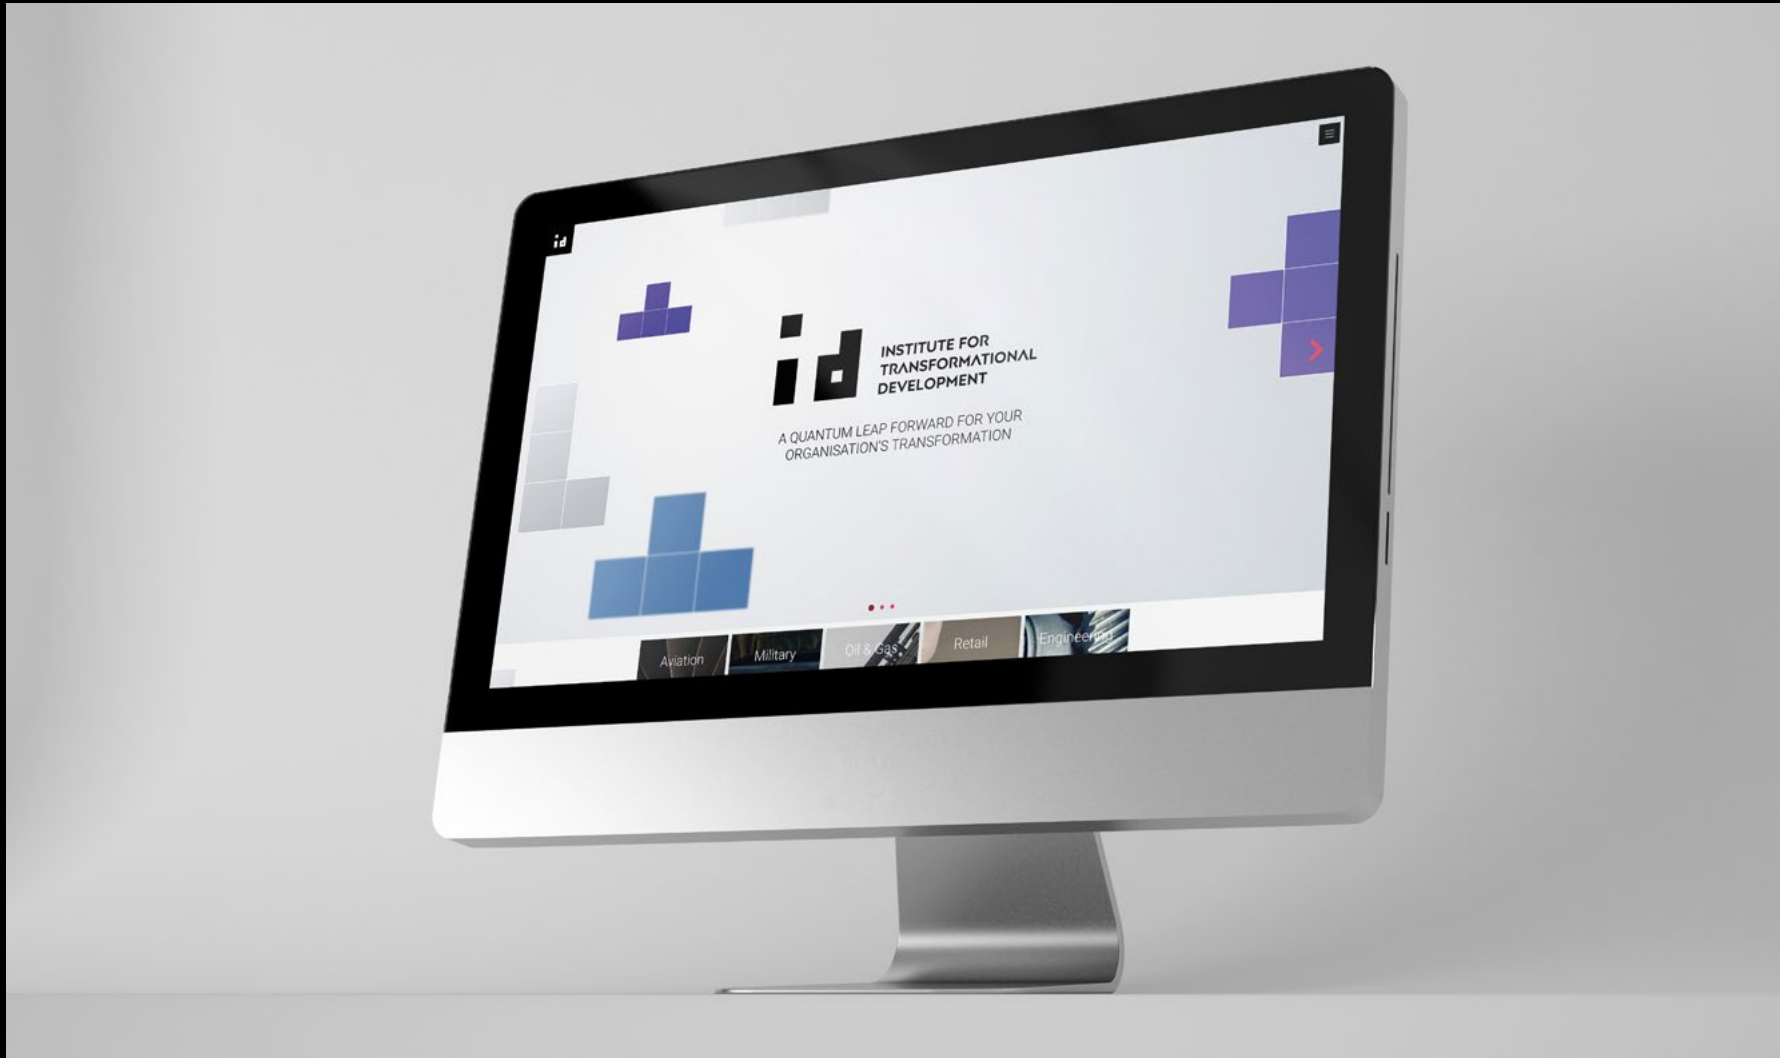 id
id
INSTITUTE FOR
TRANSFORMATIONAL
DEVELOPMENT
A QUANTUM LEAP FORWARD FOR YOUR
ORGANISATION'S TRANSFORMATION
Aviation
Military
Oil & Gas
Retail
Engineering